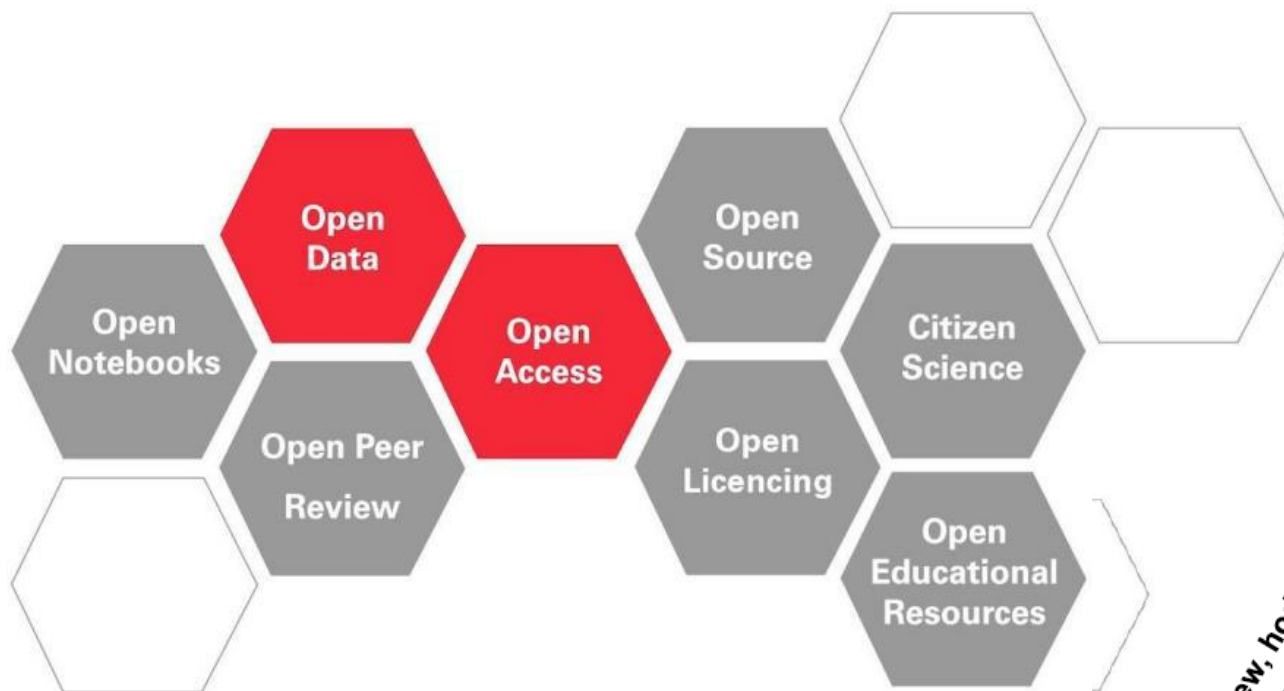 Open
Data
Open
Source
Open
Notebooks
Open
Access
Citizen
Science
Open Peer
Review
Open
Licencing
Open
Educational
Resources